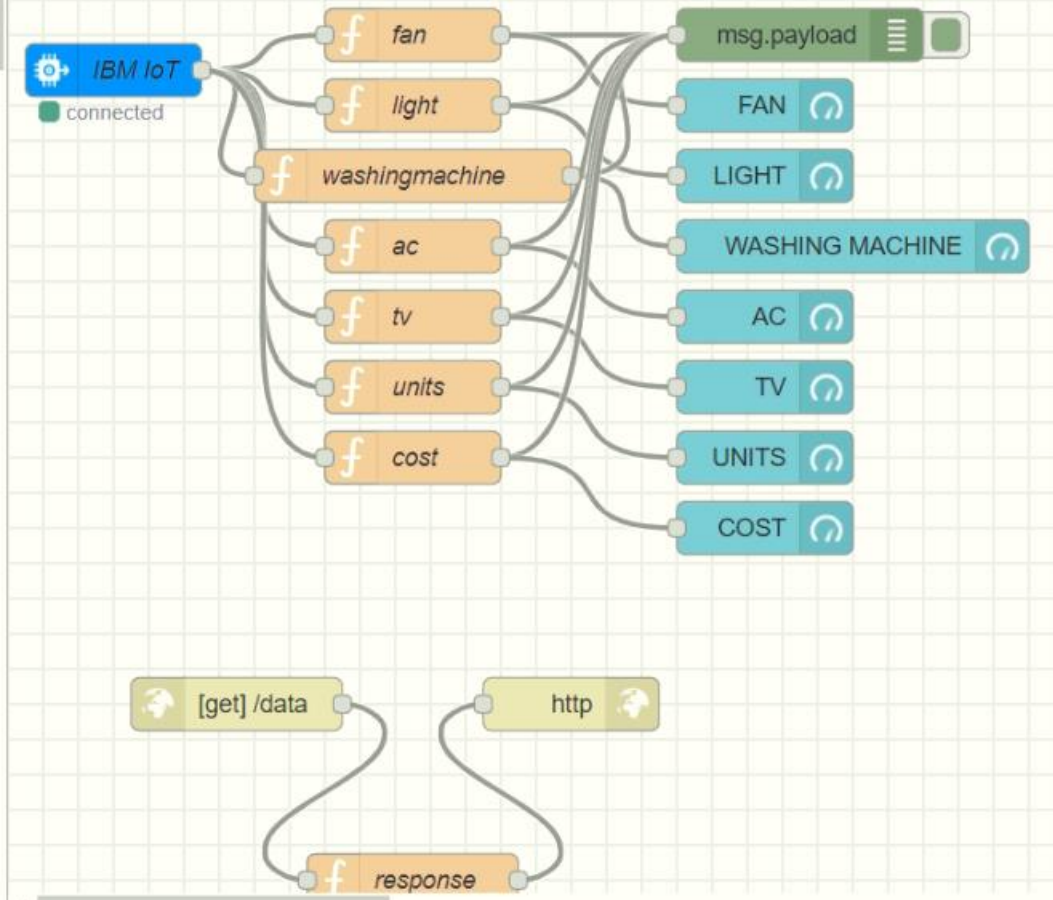 fan
msg.payload
IBM IoT
connected
light
FAN
washingmachine
LIGHT
ac
WASHING MACHINE
tv
AC
units
TV
cost
UNITS
COST
[get] /data
http
response